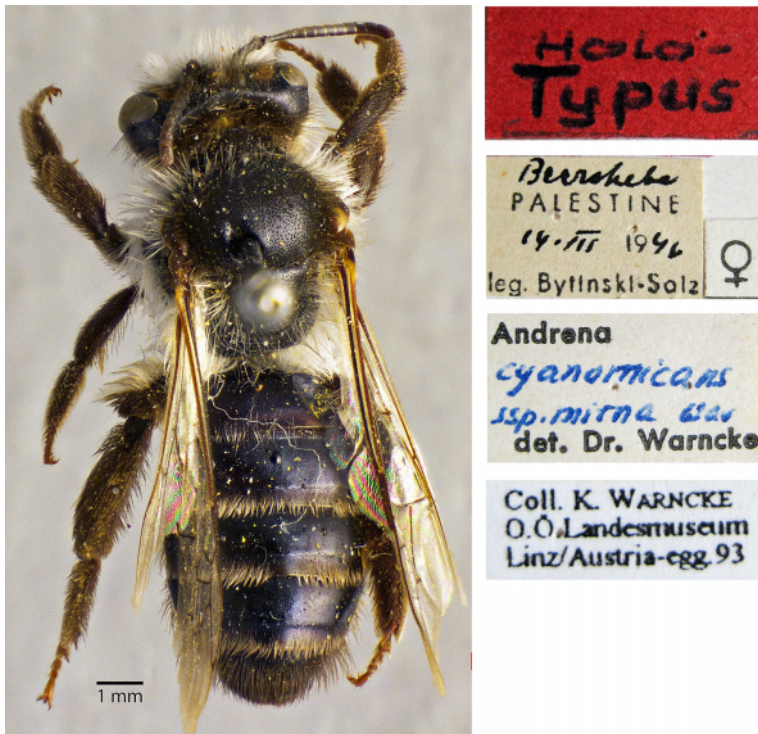 Holo-
Typus
Beersheba
PALESTINE
14·III 1946
♀
leg. Bytinski-Salz
Andrena
cyanomicans
ssp. mirna War
det. Dr. Warncke
Coll. K. WARNCKE
O.Ö.Landesmuseum
Linz/Austria-egg.93
1 mm